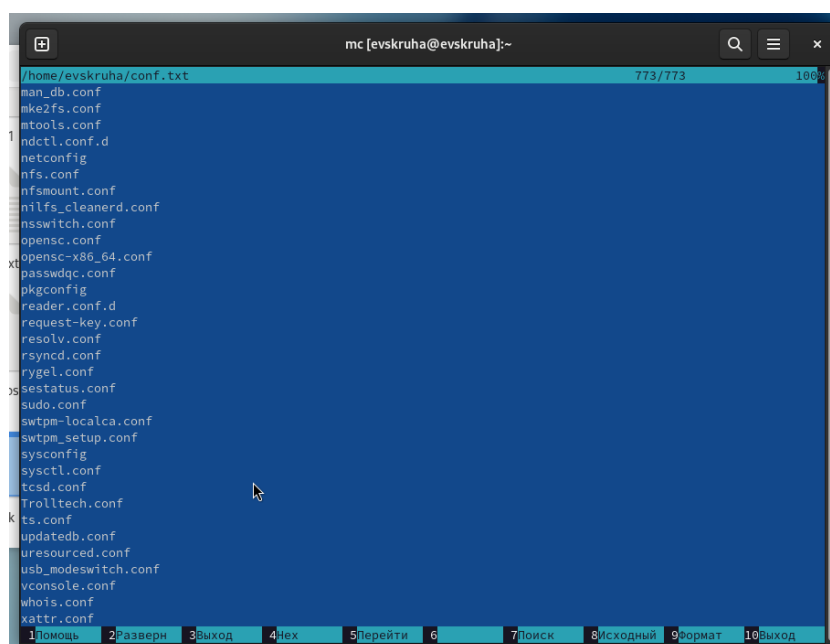 mc [evskruha@evskruha]:~
/home/evskruha/conf.txt 773/773 100%
man_db.conf
mke2fs.conf
mtools.conf
1
ndctl.conf.d
netconfig
nfs.conf
nfsmount.conf
nilfs_cleanerd.conf
nsswitch.conf
opensc.conf
opensc-x86_64.conf
xt
passwdqc.conf
pkgconfig
reader.conf.d
request-key.conf
resolv.conf
rsyncd.conf
rygel.conf
os
sestatus.conf
sudo.conf
swtpm-localca.conf
swtpm_setup.conf
sysconfig
sysctl.conf
tcsd.conf
Trolltech.conf
k
ts.conf
updatedb.conf
uresourced.conf
usb_modeswitch.conf
vconsole.conf
whois.conf
xattr.conf
1Помощь 2Разверн 3Выход 4Hex 5Перейти 6 7Поиск 8Исходный 9Формат 10Выход